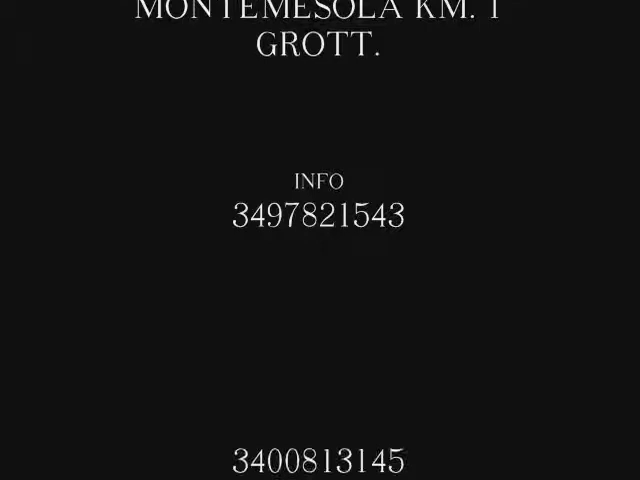 MONTEMESOLA KM. 1
GROTT.
INFO
3497821543
3400813145